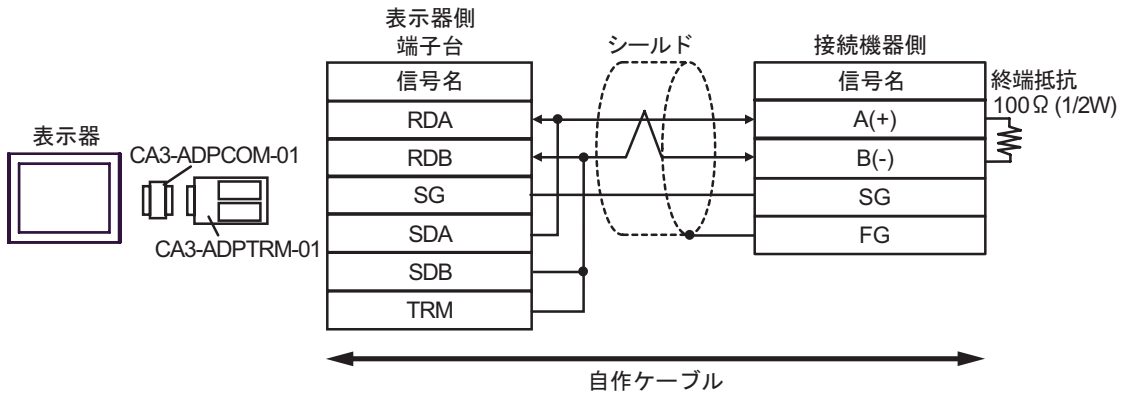 表示器
CA3-ADPCOM-01
CA3-ADPTRM-01
表示器側
端子台
信号名
RDA
RDB
SG
SDA
SDB
TRM
シールド
接続機器側
信号名
A(+)
B(-)
SG
FG
終端抵抗
100Ω (1/2W)
自作ケーブル